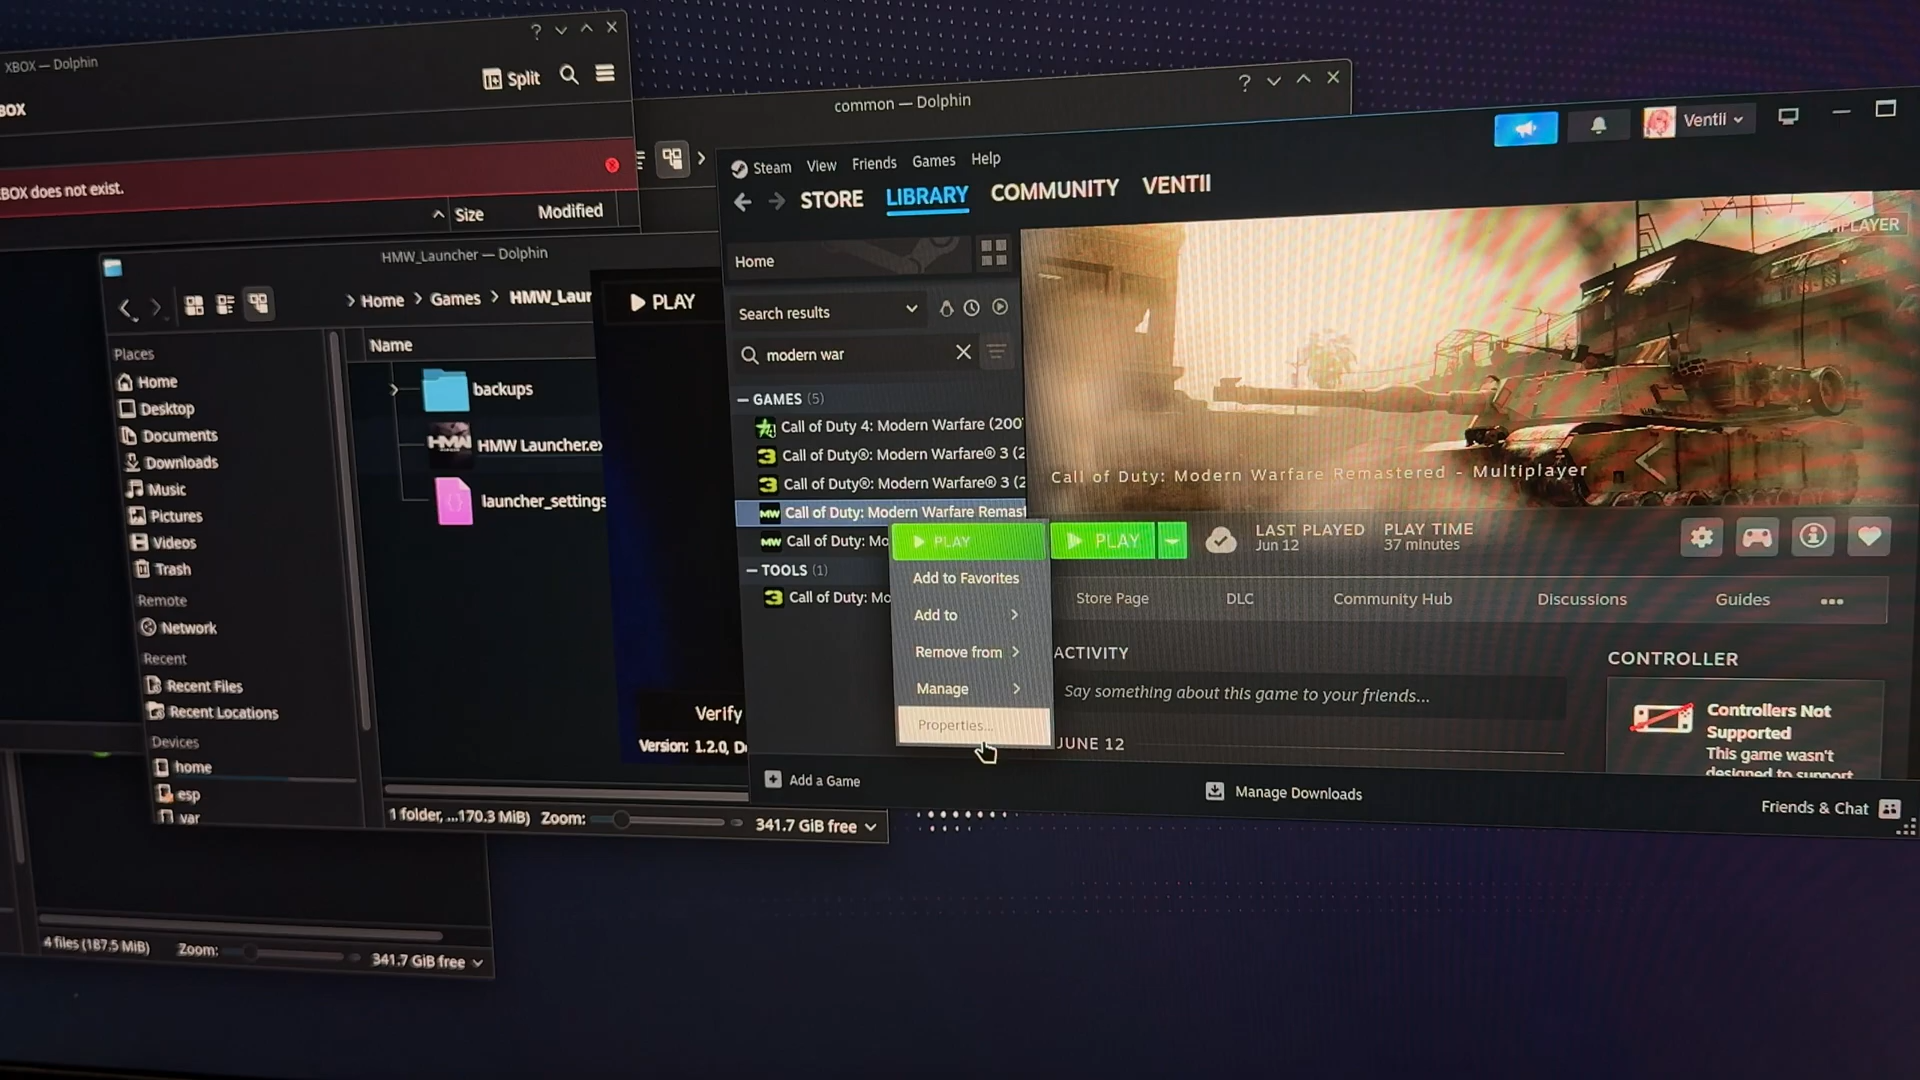 XBOX — Dolphin
Split
BOX
BOX does not exist.
Size
Modified
common — Dolphin
HMW_Launcher — Dolphin
Home
Games
HMW_Laur
Places
Home
Desktop
Documents
Downloads
Music
Pictures
Videos
Trash
Remote
Network
Recent
Recent Files
Recent Locations
Devices
home
esp
var
Name
backups
HMW Launcher.ex
launcher_settings
1 folder, ...170.3 MiB)
Zoom:
341.7 GiB free
4 files (187.5 MiB)
Zoom:
341.7 GiB free
PLAY
Verify
Version: 1.2.0, D
Steam
View
Friends
Games
Help
Ventii
STORE
LIBRARY
COMMUNITY
VENTII
Home
Search results
modern war
GAMES (5)
Call of Duty 4: Modern Warfare (200
Call of Duty®: Modern Warfare® 3 (2
Call of Duty®: Modern Warfare® 3 (2
Call of Duty: Modern Warfare Remast
Call of Duty: Mo
TOOLS (1)
Call of Duty: Mo
PLAY
Add to Favorites
Add to
Remove from
Manage
Properties...
Add a Game
MULTIPLAYER
Call of Duty: Modern Warfare Remastered - Multiplayer
PLAY
LAST PLAYED
Jun 12
PLAY TIME
37 minutes
Store Page
DLC
Community Hub
Discussions
Guides
ACTIVITY
Say something about this game to your friends...
JUNE 12
CONTROLLER
Controllers Not
Supported
This game wasn't
designed to support
Manage Downloads
Friends & Chat